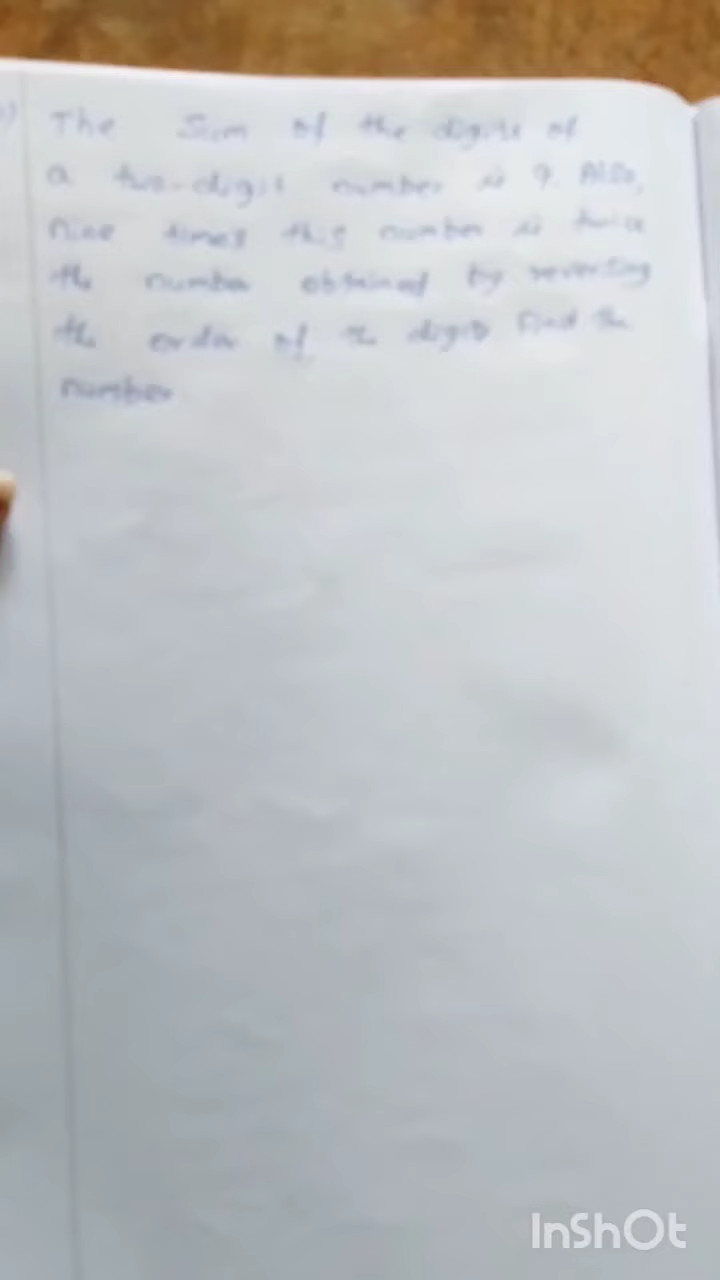 The Sum of the digits of
a two-digit number is 9. Also,
nine times this number is twice
the number obtained by reversing
the order of the digits Find the
number
InShOt